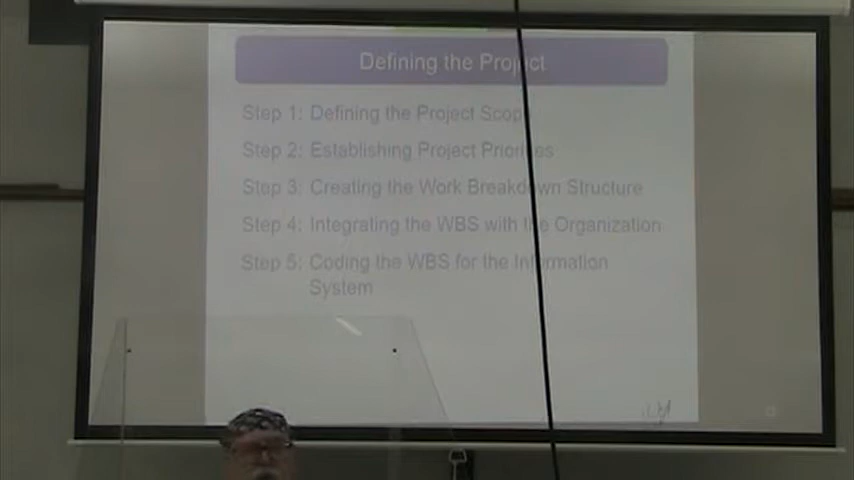 Defining the Project
Step 1: Defining the Project Scope
Step 2: Establishing Project Priorities
Step 3: Creating the Work Breakdown Structure
Step 4: Integrating the WBS with the Organization
Step 5: Coding the WBS for the Information
System